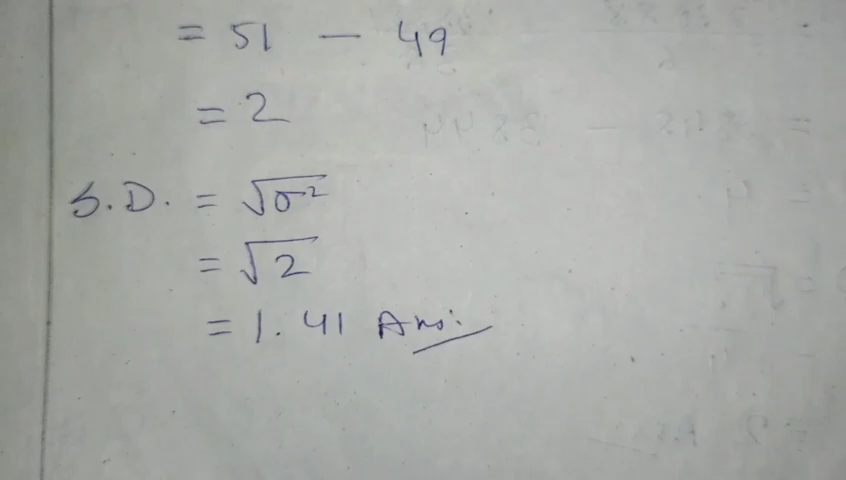 = 51 - 49
= 2
S.D. = √σ²
= √2
= 1.41 Ans.